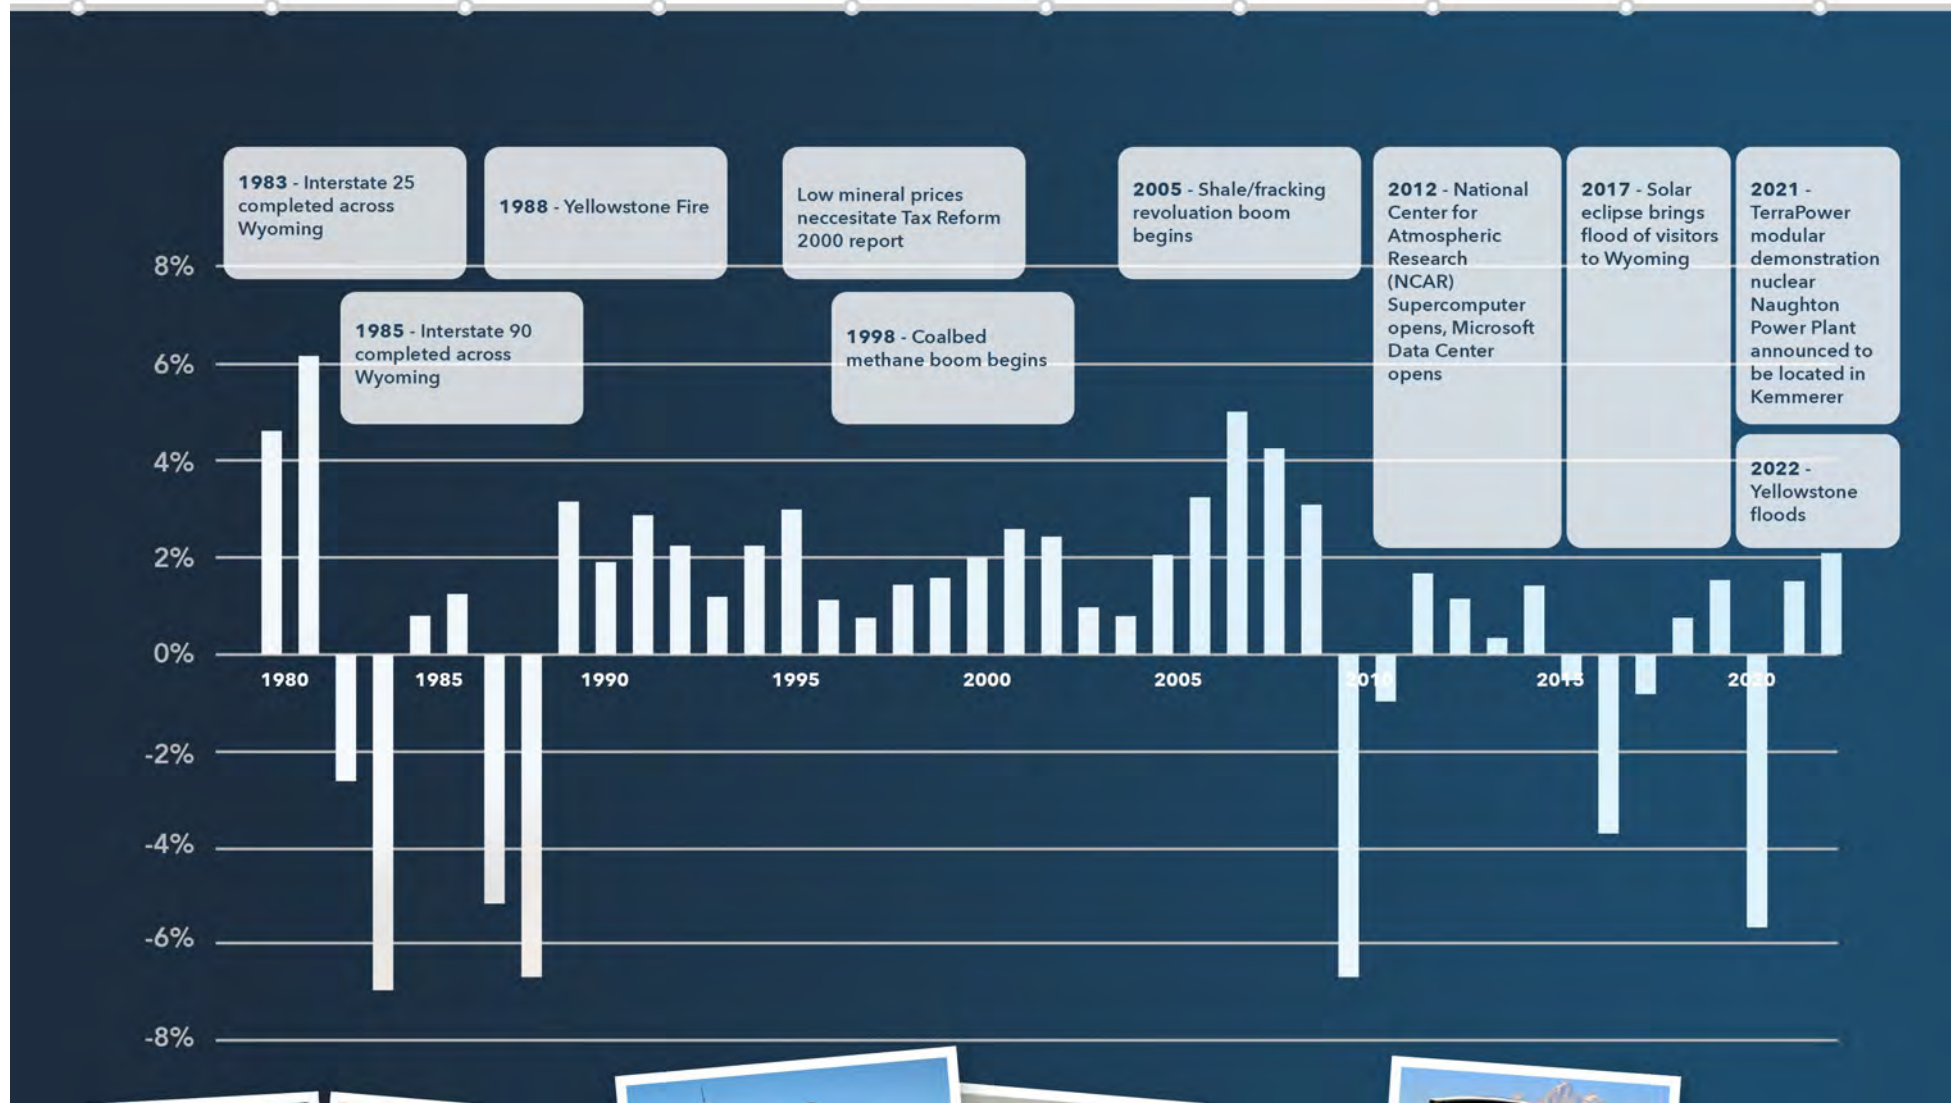 1983 - Interstate 25
completed across
Wyoming
1988 - Yellowstone Fire
Low mineral prices
neccesitate Tax Reform
2000 report
2005 - Shale/fracking
revoluation boom
begins
2012 - National
Center for
Atmospheric
Research
(NCAR)
Supercomputer
opens, Microsoft
Data Center
opens
2017 - Solar
eclipse brings
flood of visitors
to Wyoming
2021 -
TerraPower
modular
demonstration
nuclear
Naughton
Power Plant
announced to
be located in
Kemmerer
1985 - Interstate 90
completed across
Wyoming
1998 - Coalbed
methane boom begins
2022 -
Yellowstone
floods
8%
6%
4%
2%
0%
-2%
-4%
-6%
-8%
1980 1985 1990 1995 2000 2005 2010 2015 2020